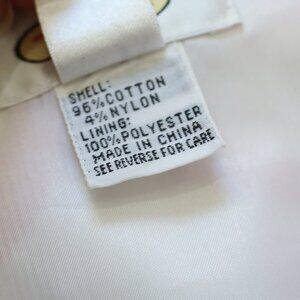 SHELL:
96% COTTON
4% NYLON
LINING:
100% POLYESTER
MADE IN CHINA
SEE REVERSE FOR CARE